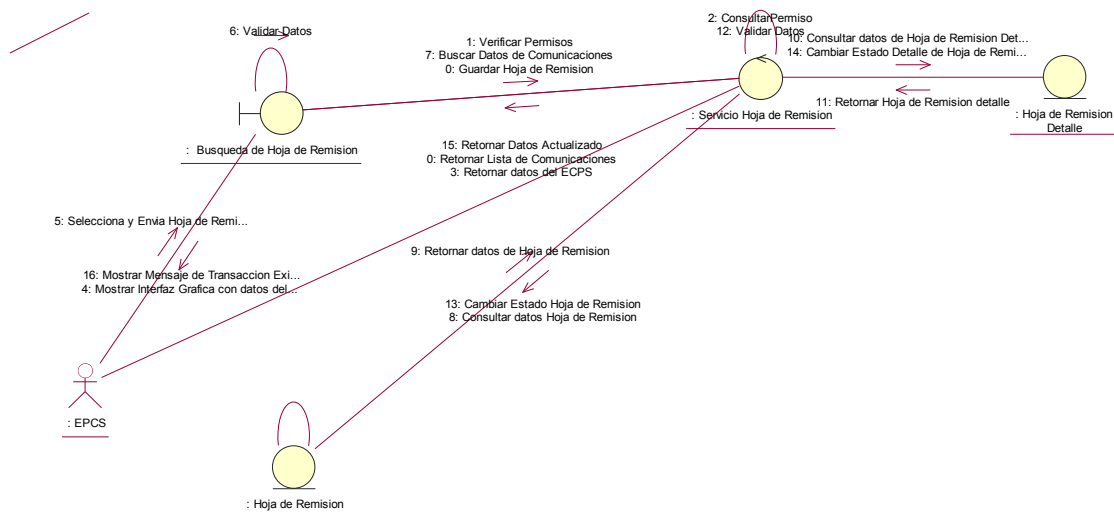 6: Validar Datos
2: ConsultarPermiso
12: Validar Datos
1: Verificar Permisos
7: Buscar Datos de Comunicaciones
0: Guardar Hoja de Remision
10: Consultar datos de Hoja de Remision Det...
14: Cambiar Estado Detalle de Hoja de Remi...
11: Retornar Hoja de Remision detalle
: Servicio Hoja de Remision
: Hoja de Remision
Detalle
: Busqueda de Hoja de Remision
15: Retornar Datos Actualizado
0: Retornar Lista de Comunicaciones
3: Retornar datos del ECPS
5: Selecciona y Envia Hoja de Remi...
9: Retornar datos de Hoja de Remision
16: Mostrar Mensaje de Transaccion Exi...
4: Mostrar Interfaz Grafica con datos del...
13: Cambiar Estado Hoja de Remision
8: Consultar datos Hoja de Remision
: EPCS
: Hoja de Remision